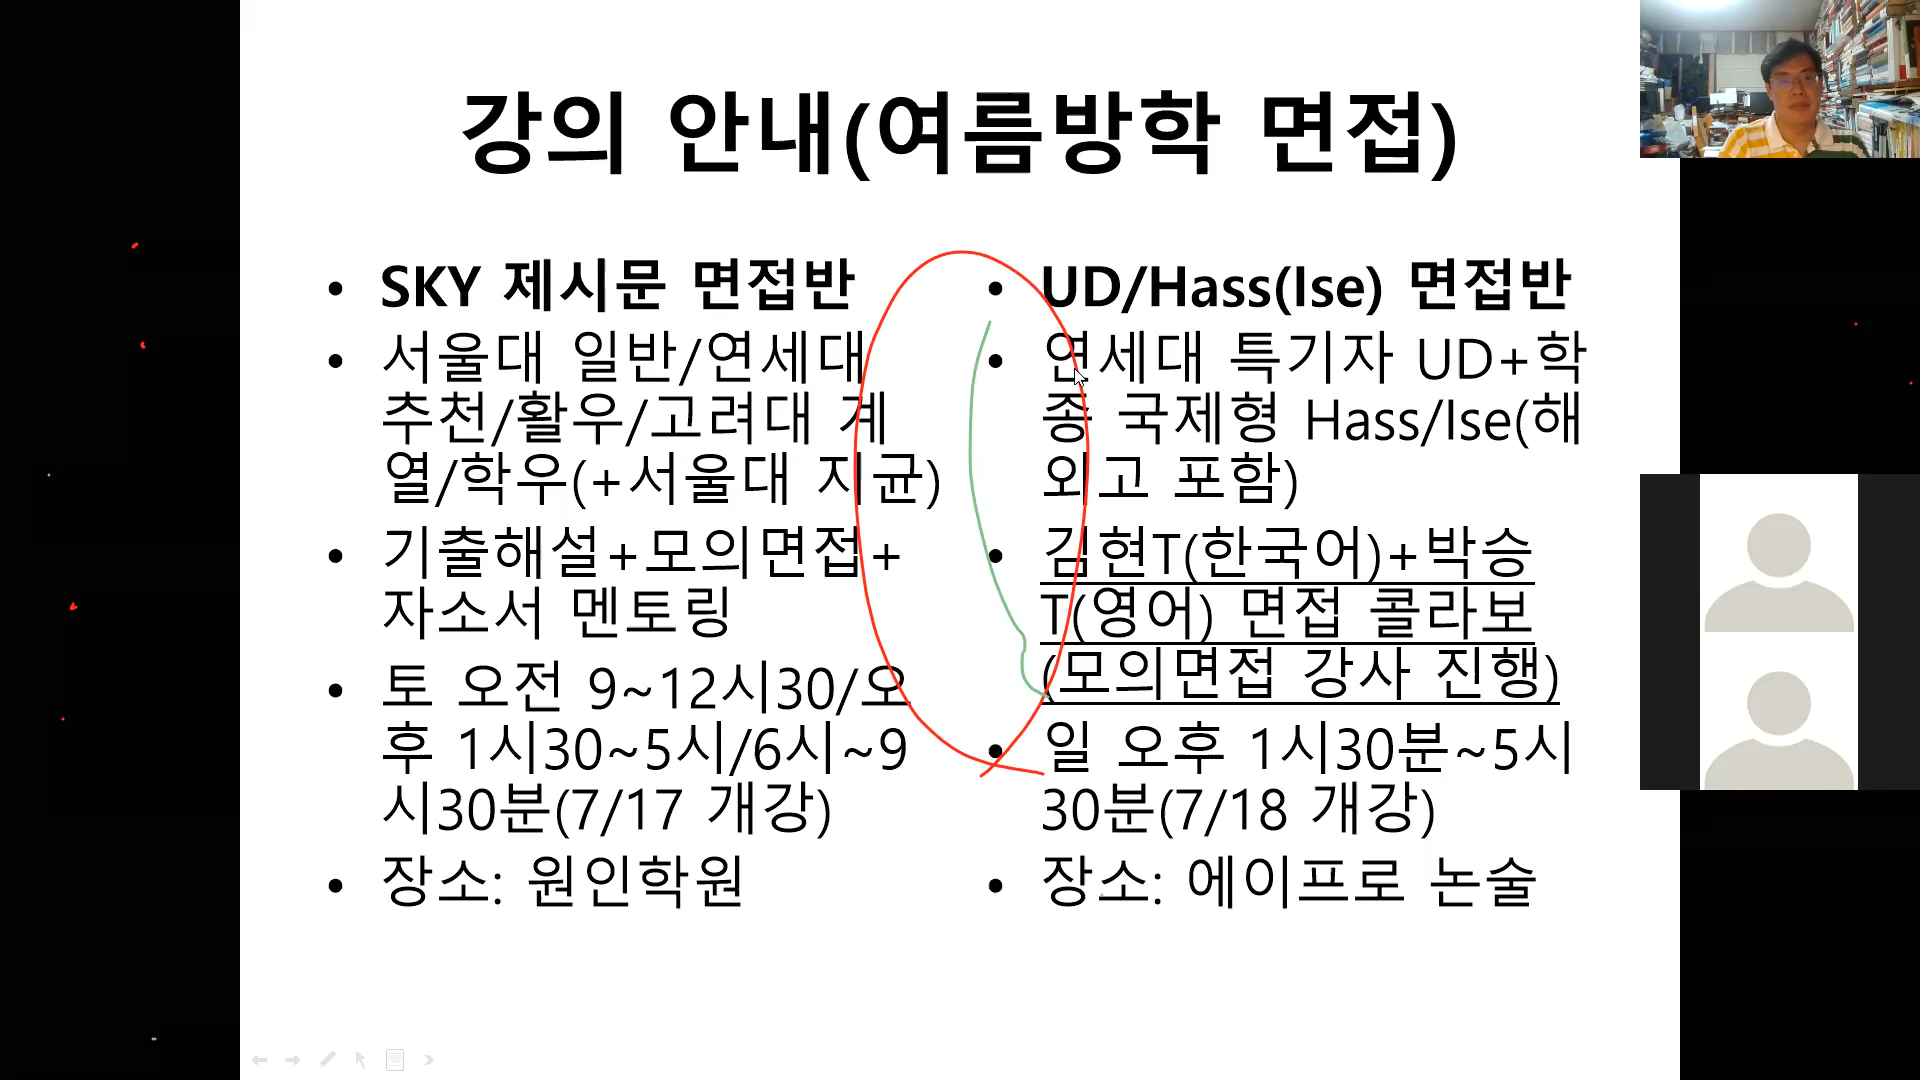 강의 안내(여름방학 면접)
• SKY 제시문 면접반
• 서울대 일반/연세대
추천/활우/고려대 계
열/학우(+서울대 지균)
• 기출해설+모의면접+
자소서 멘토링
• 토 오전 9~12시30/오
후 1시30~5시/6시~9
시30분(7/17 개강)
• 장소: 원인학원
• UD/Hass(Ise) 면접반
• 연세대 특기자 UD+학
종 국제형 Hass/Ise(해
외고 포함)
• 김현T(한국어)+박승
T(영어) 면접 콜라보
(모의면접 강사 진행)
• 일 오후 1시30분~5시
30분(7/18 개강)
• 장소: 에이프로 논술